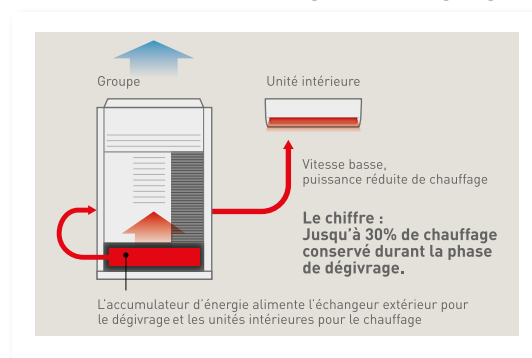 Groupe
Unité intérieure
Vitesse basse,
puissance réduite de chauffage
Le chiffre :
Jusqu'à 30% de chauffage
conservé durant la phase
de dégivrage.
L'accumulateur d'énergie alimente l'échangeur extérieur pour
le dégivrage et les unités intérieures pour le chauffage